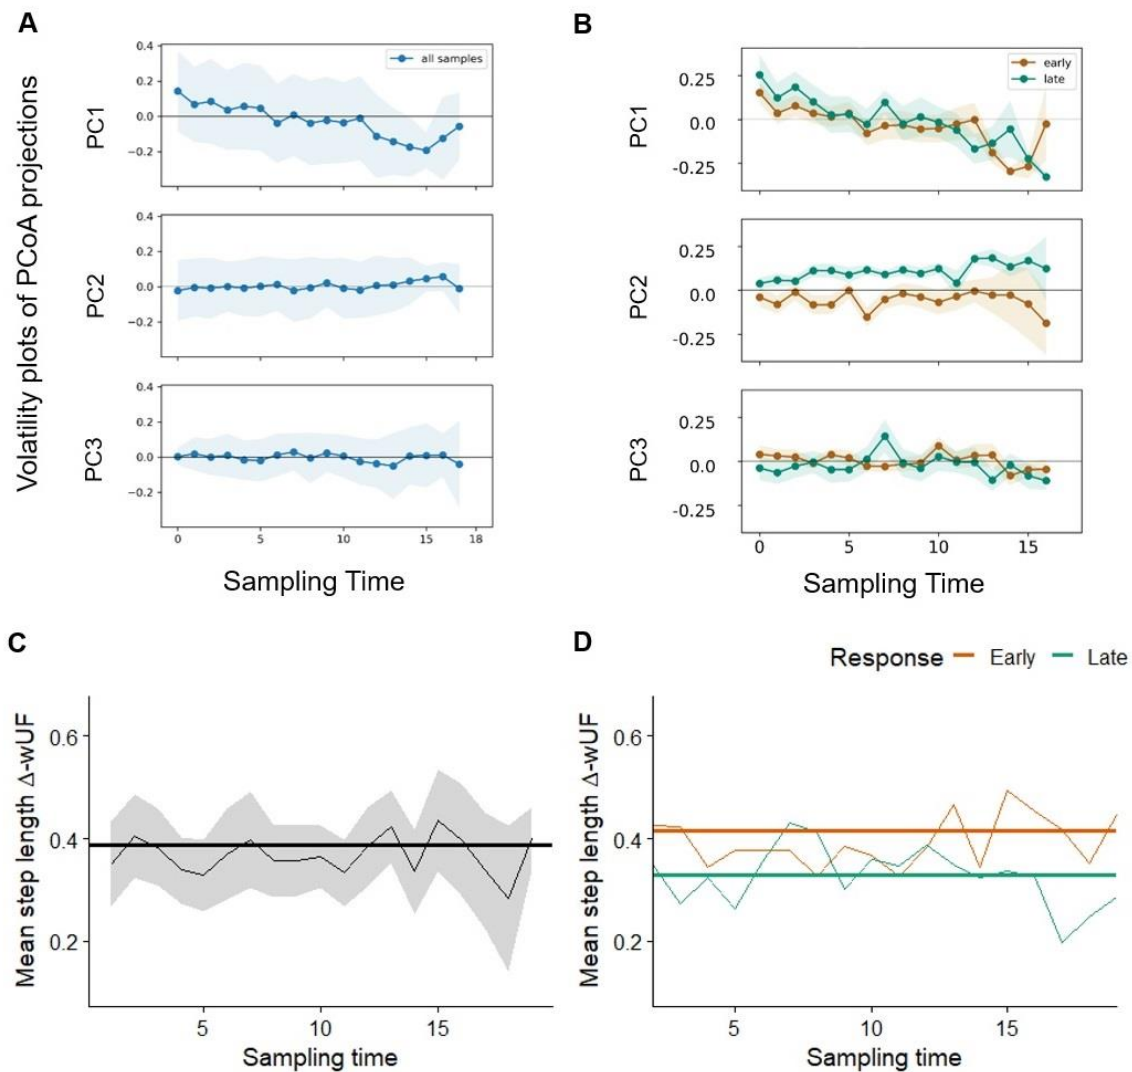 A
B
Volatility plots of PCoA projections
PC1
0.4
0.2
0.0
−0.2
all samples
PC2
0.4
0.2
0.0
−0.2
PC3
0.4
0.2
0.0
−0.2
0 5 10 15 18
Sampling Time
PC1
0.25
0.0
-0.25
early
late
PC2
0.25
0.0
-0.25
PC3
0.25
0.0
-0.25
0 5 10 15
Sampling Time
C
Mean step length Δ-wUF
0.6
0.4
0.2
5 10 15
Sampling time
D
Response Early Late
Mean step length Δ-wUF
0.6
0.4
0.2
5 10 15
Sampling time